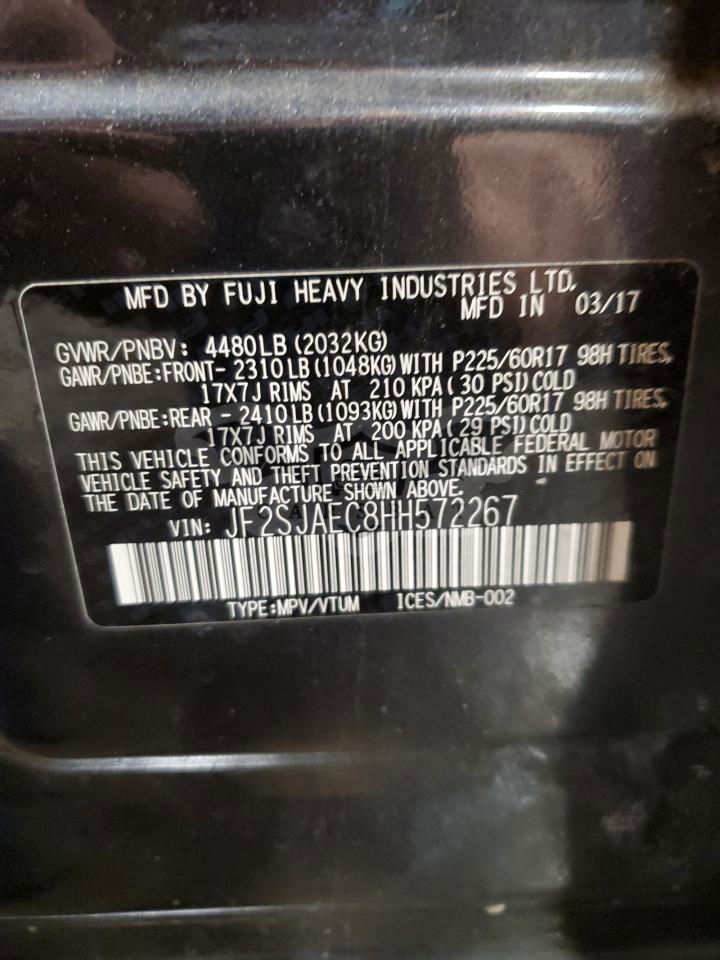 MFD BY FUJI HEAVY INDUSTRIES LTD.
MFD IN 03/17
GVWR/PNBV: 4480LB (2032KG)
GAWR/PNBE:FRONT- 2310LB (1048KG) WITH P225/60R17 98H TIRES,
17X7J RIMS AT 210 KPA ( 30 PSI) COLD
GAWR/PNBE:REAR - 2410LB (1093KG) WITH P225/60R17 98H TIRES,
17X7J RIMS AT 200 KPA ( 29 PSI) COLD
THIS VEHICLE CONFORMS TO ALL APPLICABLE FEDERAL MOTOR
VEHICLE SAFETY AND THEFT PREVENTION STANDARDS IN EFFECT ON
THE DATE OF MANUFACTURE SHOWN ABOVE.
VIN: JF2SJAEC8HH572267
TYPE:MPV/VTUM ICES/NMB-002